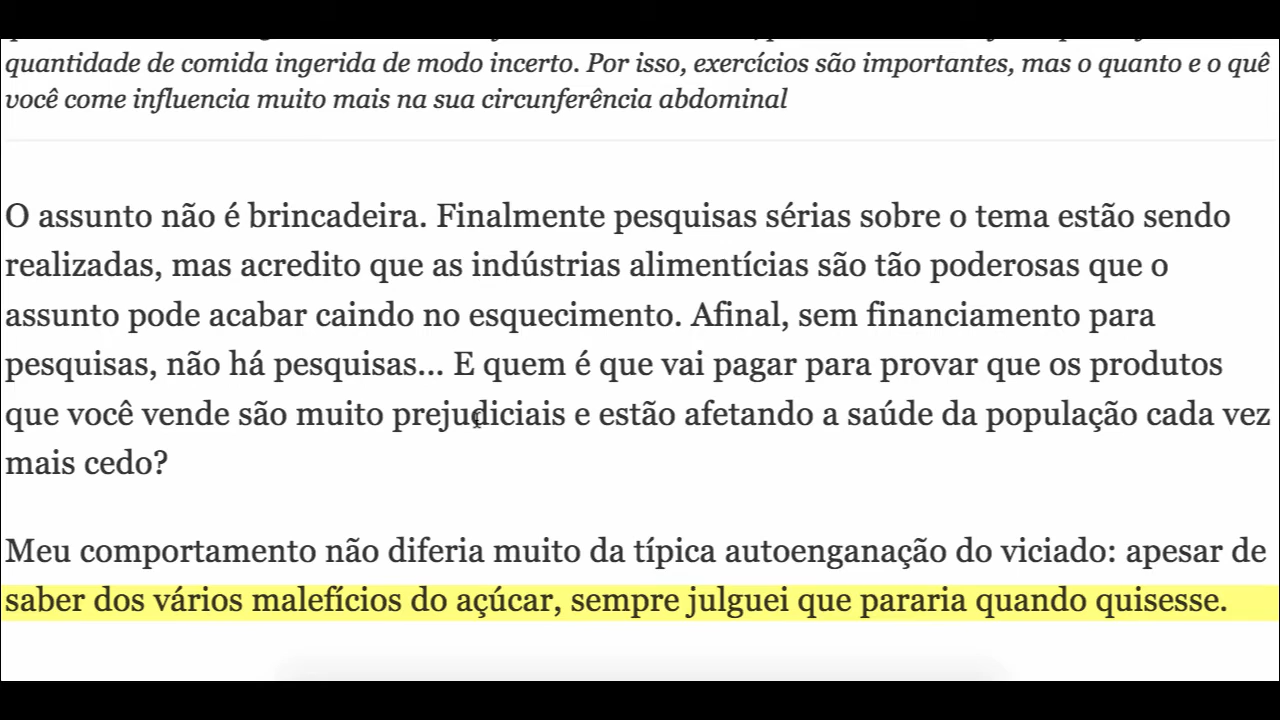 quantidade de comida ingerida de modo incerto. Por isso, exercícios são importantes, mas o quanto e o quê
você come influencia muito mais na sua circunferência abdominal
O assunto não é brincadeira. Finalmente pesquisas sérias sobre o tema estão sendo
realizadas, mas acredito que as indústrias alimentícias são tão poderosas que o
assunto pode acabar caindo no esquecimento. Afinal, sem financiamento para
pesquisas, não há pesquisas... E quem é que vai pagar para provar que os produtos
que você vende são muito prejudiciais e estão afetando a saúde da população cada vez
mais cedo?
Meu comportamento não diferia muito da típica autoenganação do viciado: apesar de
saber dos vários malefícios do açúcar, sempre julguei que pararia quando quisesse.